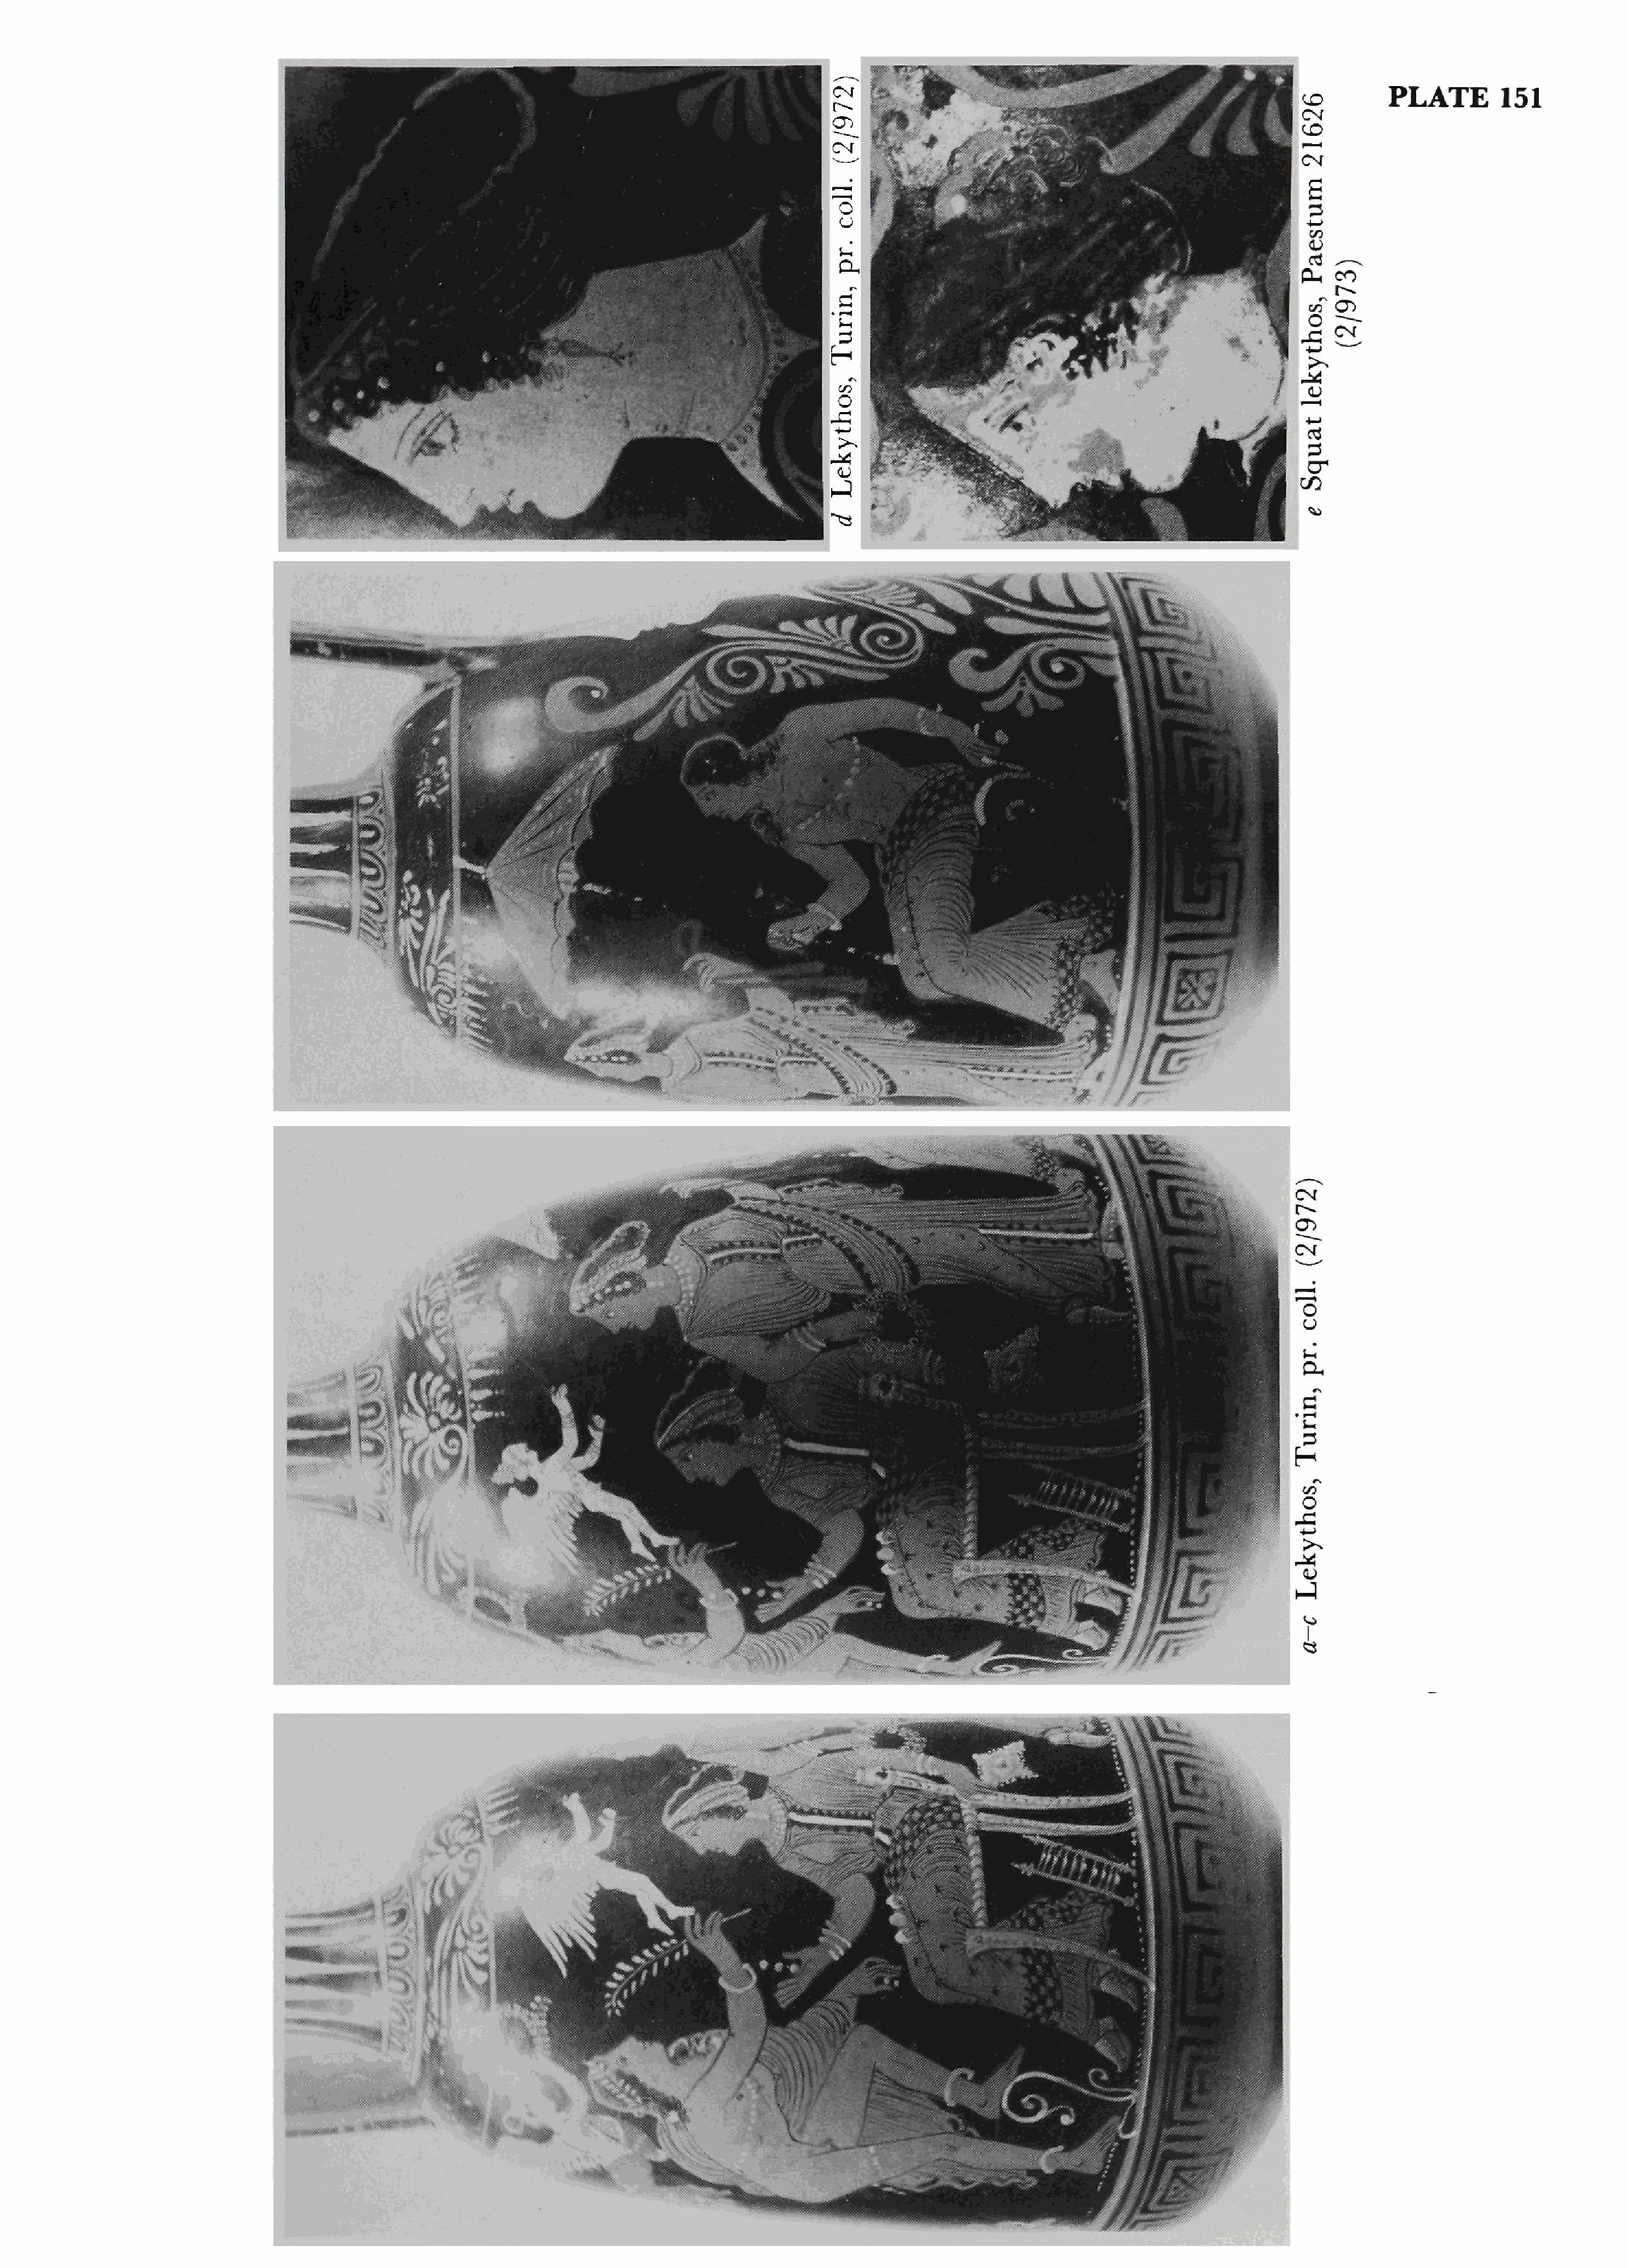 PLATE 151
d Lekythos, Turin, pr. coll. (2/972)
e Squat lekythos, Paestum 21626
(2/973)
a–c Lekythos, Turin, pr. coll. (2/972)